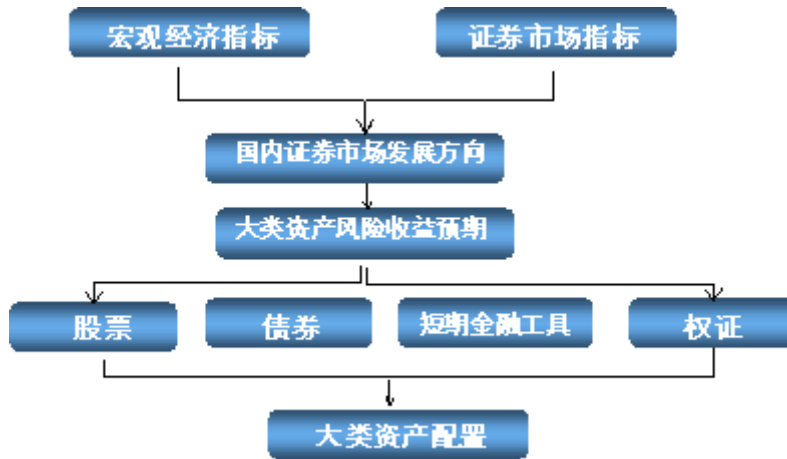 宏观经济指标
证券市场指标
国内证券市场发展方向
大类资产风险收益预期
股票
债券
短期金融工具
权证
大类资产配置